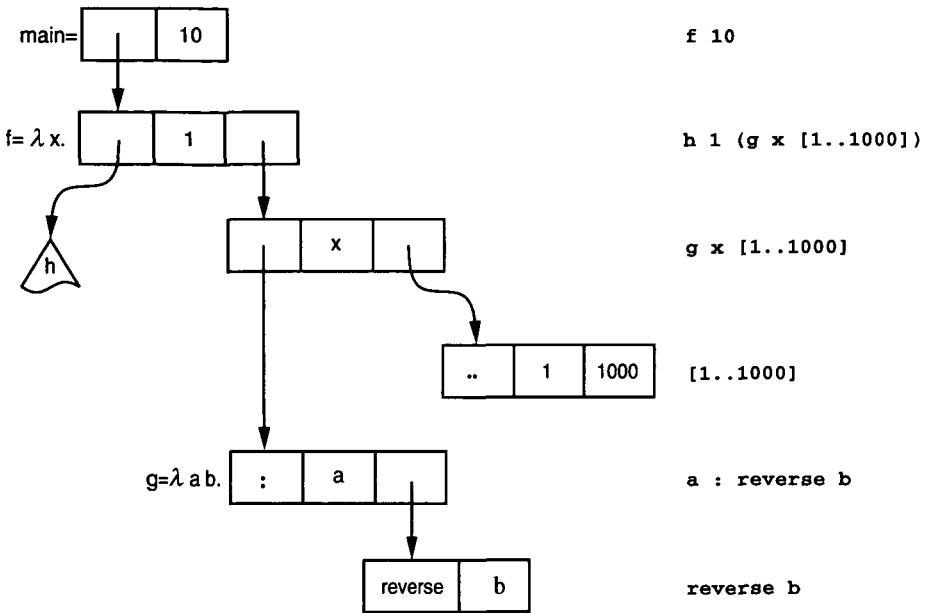 main= 10 f 10
f= λ x. 1 h 1 (g x [1..1000])
h
x g x [1..1000]
.. 1 1000 [1..1000]
g=λ a b. : a a : reverse b
reverse b reverse b